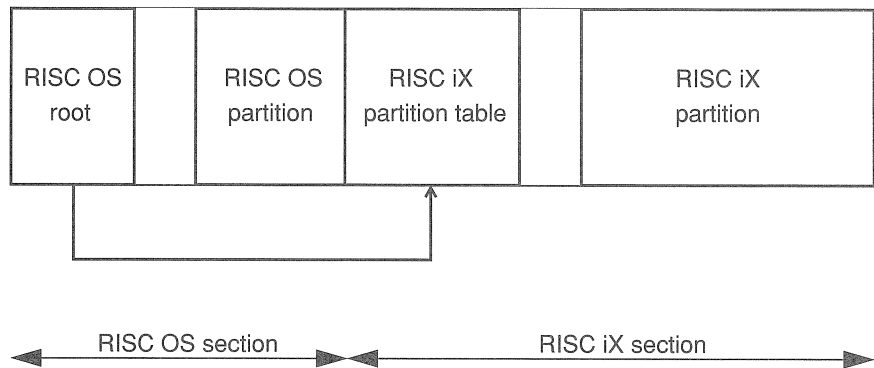 RISC OS
root
RISC OS
partition
RISC iX
partition table
RISC iX
partition
RISC OS section
RISC iX section